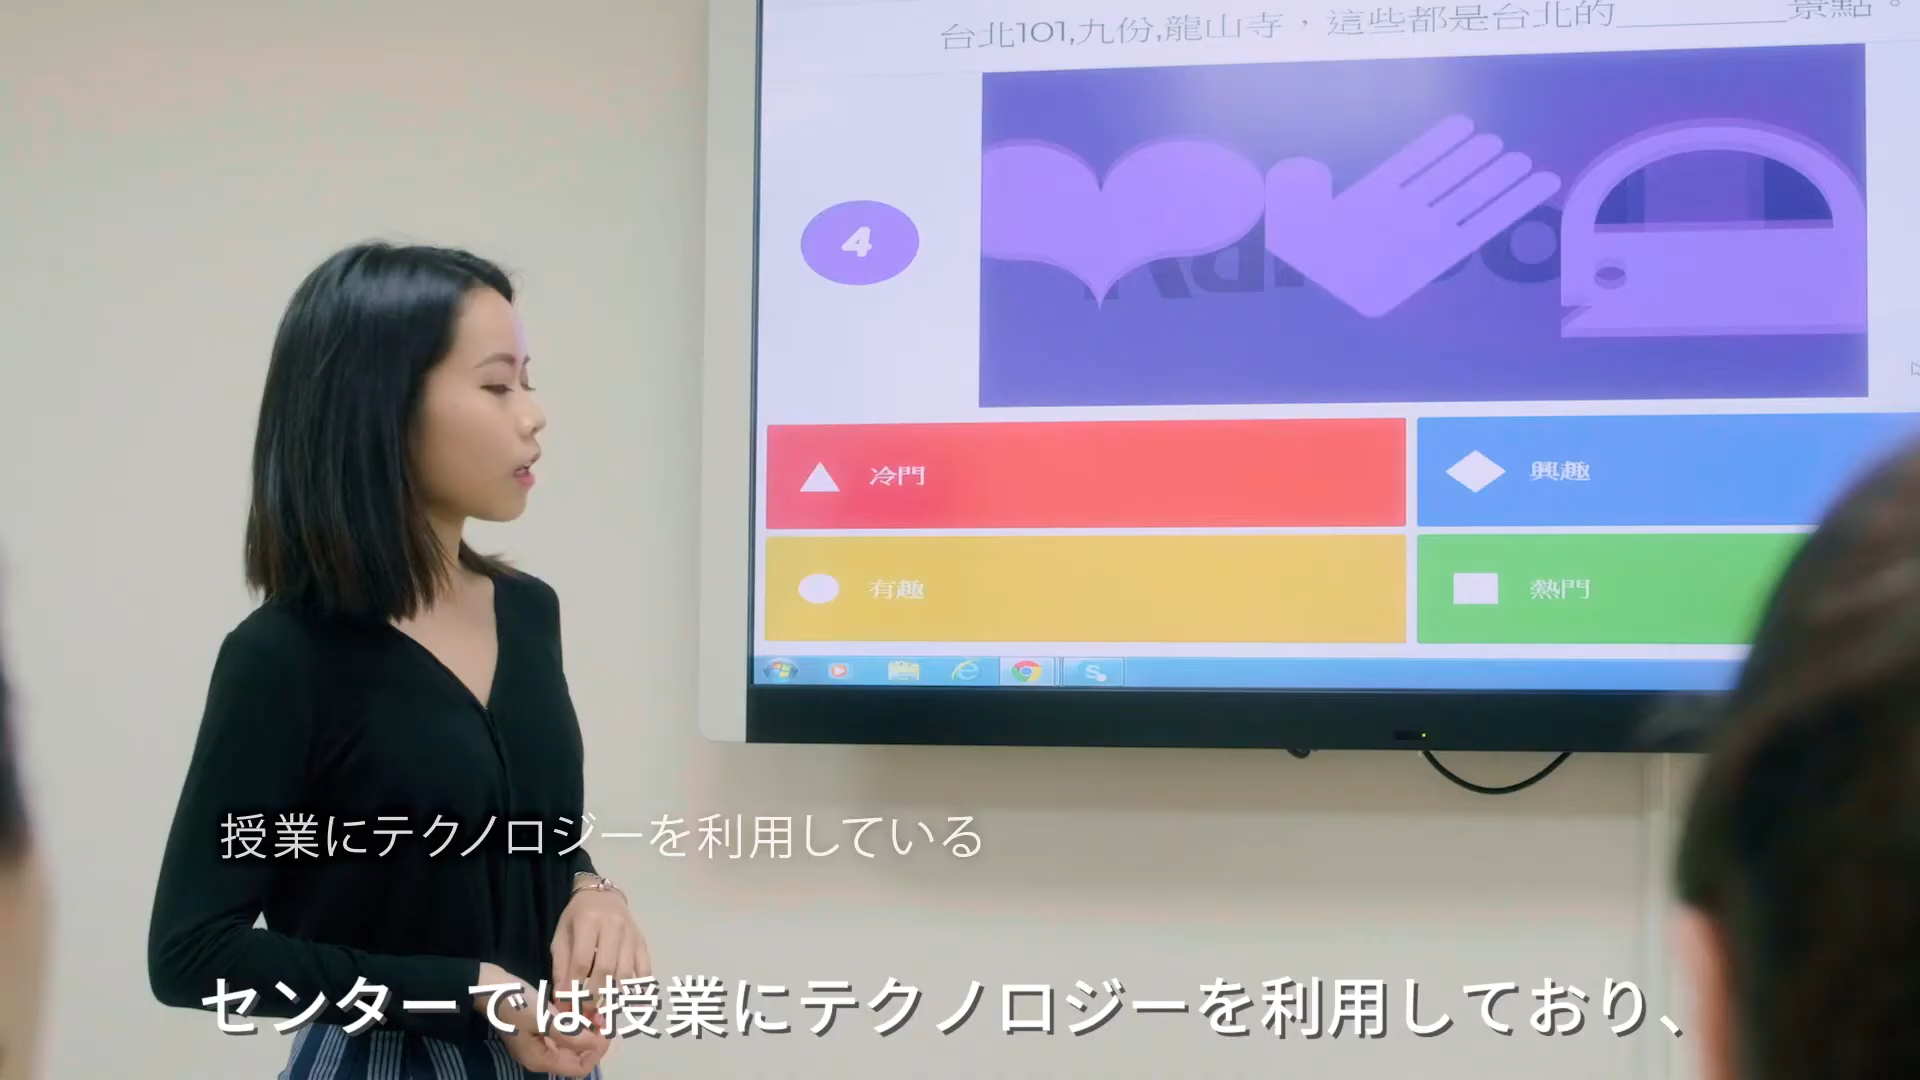 台北101,九份,龍山寺，這些都是台北的________景點。
4
冷門
興趣
有趣
熱門
授業にテクノロジーを利用している
センターでは授業にテクノロジーを利用しており、